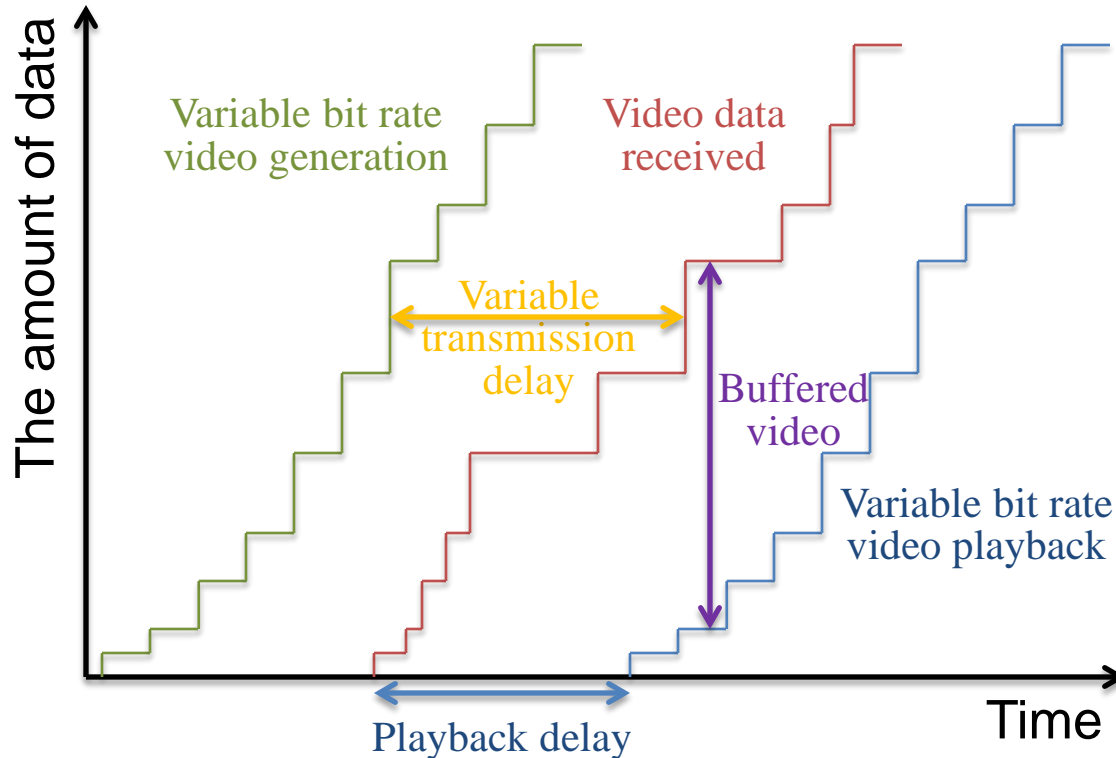 The amount of data
Variable bit rate
video generation
Video data
received
Variable
transmission
delay
Buffered
video
Variable bit rate
video playback
Time
Playback delay